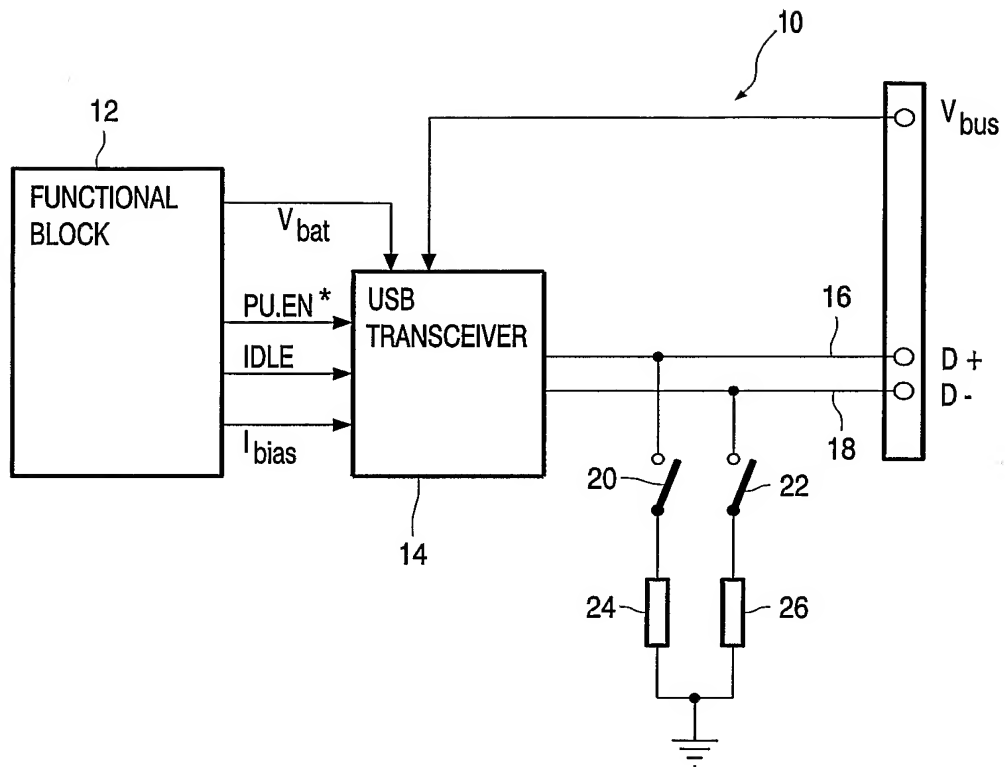 10
12
V bus
FUNCTIONAL
BLOCK
V bat
USB
TRANSCEIVER
PU.EN *
IDLE
I bias
16
D +
D -
18
20
22
14
24
26